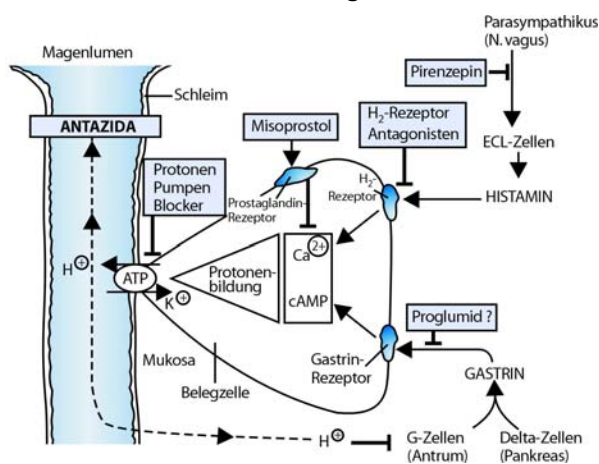 Parasympathikus
(N. vagus)
Magenlumen
Pirenzepin
Schleim
H2-Rezeptor
Antagonisten
ANTAZIDA
Misoprostol
ECL-Zellen
Protonen
Pumpen
Blocker
H2-
Rezeptor
Prostaglandin-
Rezeptor
HISTAMIN
Ca 2+
H+
ATP
Protonen-
bildung
K+
cAMP
Proglumid ?
Mukosa
Gastrin-
Rezeptor
GASTRIN
Belegzelle
H+
G-Zellen
(Antrum)
Delta-Zellen
(Pankreas)